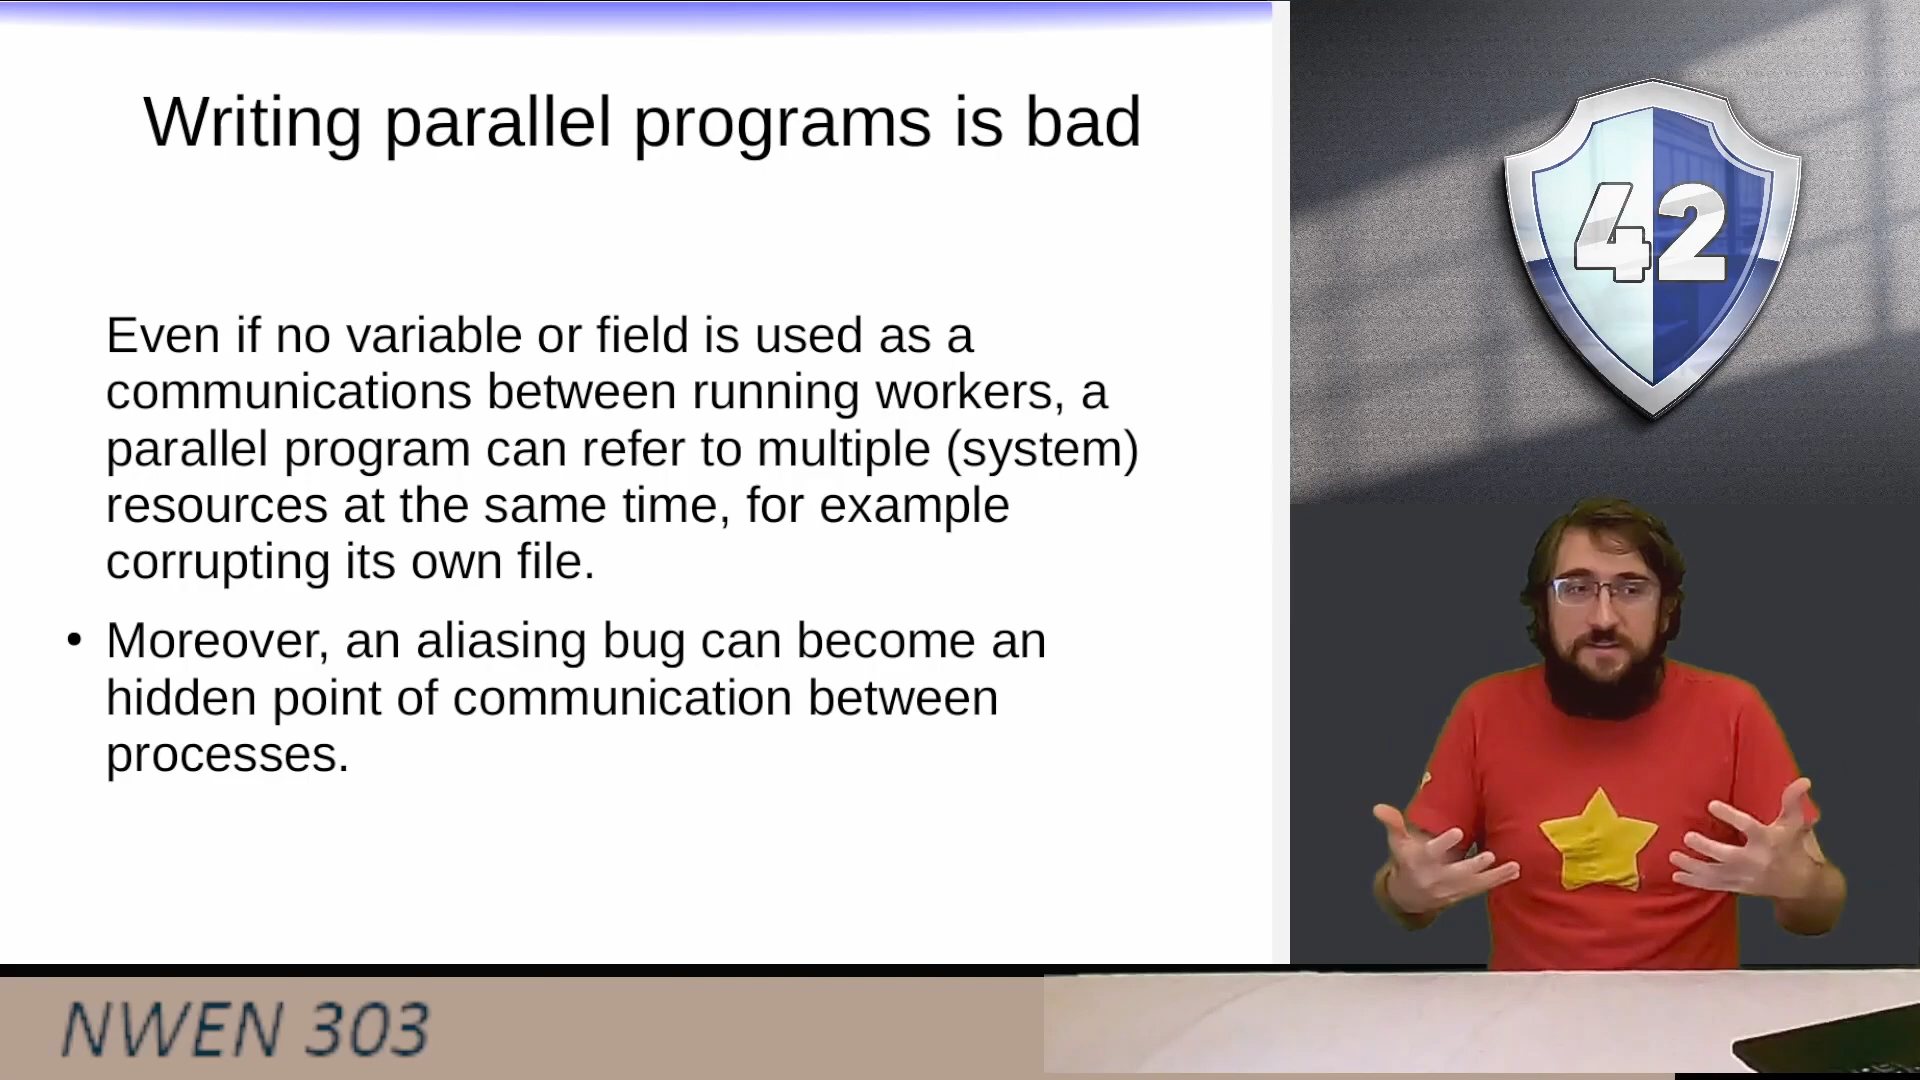 Writing parallel programs is bad
Even if no variable or field is used as a
communications between running workers, a
parallel program can refer to multiple (system)
resources at the same time, for example
corrupting its own file.
• Moreover, an aliasing bug can become an
hidden point of communication between
processes.
42
NWEN 303